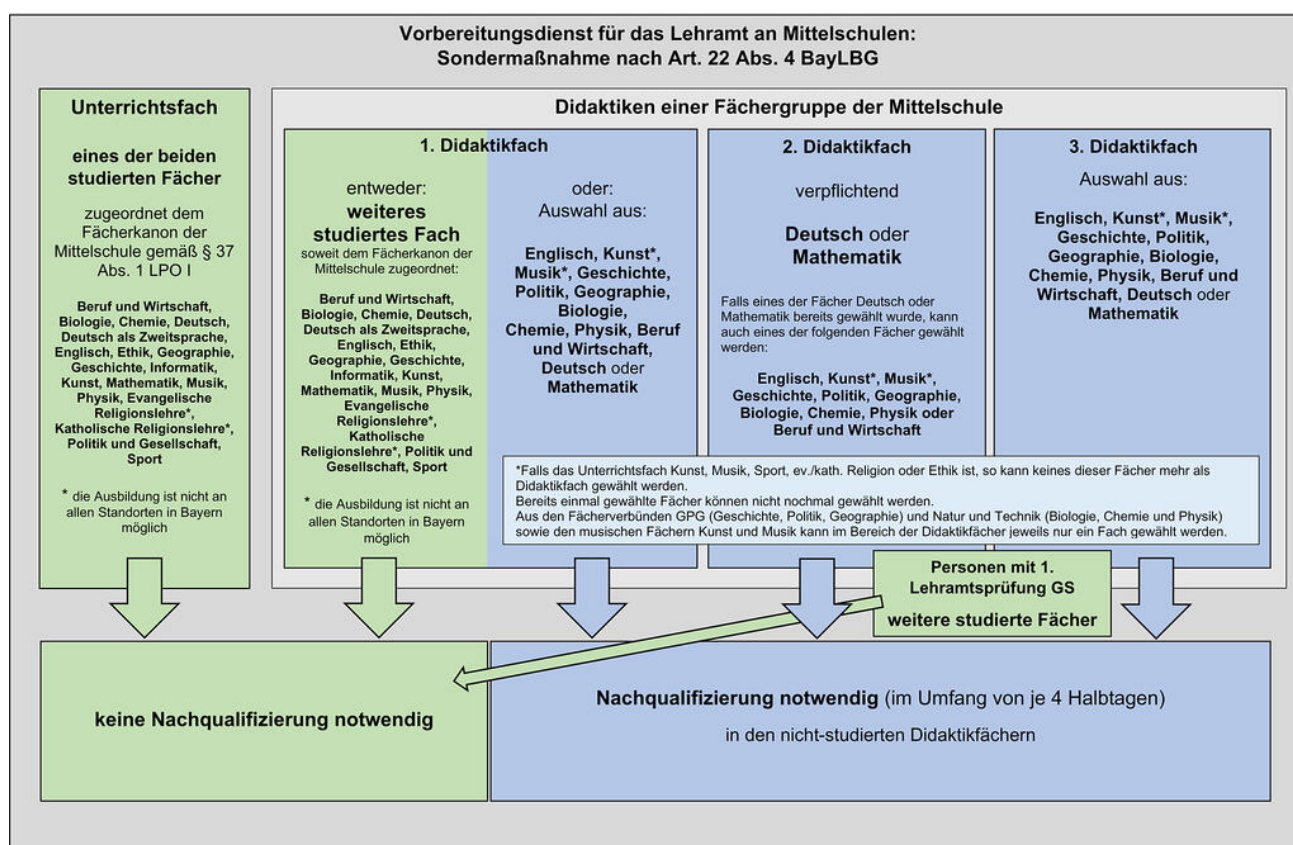 Vorbereitungsdienst für das Lehramt an Mittelschulen:
Sondermaßnahme nach Art. 22 Abs. 4 BayLBG
Unterrichtsfach
eines der beiden
studierten Fächer
zugeordnet dem
Fächerkanon der
Mittelschule gemäß § 37
Abs. 1 LPO I
Beruf und Wirtschaft,
Biologie, Chemie, Deutsch,
Deutsch als Zweitsprache,
Englisch, Ethik, Geographie,
Geschichte, Informatik,
Kunst, Mathematik, Musik,
Physik, Evangelische
Religionslehre*,
Katholische Religionslehre*,
Politik und Gesellschaft,
Sport
* die Ausbildung ist nicht an
allen Standorten in Bayern
möglich
Didaktiken einer Fächergruppe der Mittelschule
1. Didaktikfach
entweder:
weiteres
studiertes Fach
soweit dem Fächerkanon der
Mittelschule zugeordnet:
Beruf und Wirtschaft,
Biologie, Chemie, Deutsch,
Deutsch als Zweitsprache,
Englisch, Ethik,
Geographie, Geschichte,
Informatik, Kunst,
Mathematik, Musik, Physik,
Evangelische
Religionslehre*,
Katholische
Religionslehre*, Politik und
Gesellschaft, Sport
* die Ausbildung ist nicht an
allen Standorten in Bayern
möglich
oder:
Auswahl aus:
Englisch, Kunst*,
Musik*, Geschichte,
Politik, Geographie,
Biologie,
Chemie, Physik, Beruf
und Wirtschaft,
Deutsch oder
Mathematik
2. Didaktikfach
verpflichtend
Deutsch oder
Mathematik
Falls eines der Fächer Deutsch oder
Mathematik bereits gewählt wurde, kann
auch eines der folgenden Fächer gewählt
werden:
Englisch, Kunst*, Musik*,
Geschichte, Politik, Geographie,
Biologie, Chemie, Physik oder
Beruf und Wirtschaft
3. Didaktikfach
Auswahl aus:
Englisch, Kunst*, Musik*,
Geschichte, Politik,
Geographie, Biologie,
Chemie, Physik, Beruf und
Wirtschaft, Deutsch oder
Mathematik
*Falls das Unterrichtsfach Kunst, Musik, Sport, ev./kath. Religion oder Ethik ist, so kann keines dieser Fächer mehr als
Didaktikfach gewählt werden.
Bereits einmal gewählte Fächer können nicht nochmal gewählt werden.
Aus den Fächerverbünden GPG (Geschichte, Politik, Geographie) und Natur und Technik (Biologie, Chemie und Physik)
sowie den musischen Fächern Kunst und Musik kann im Bereich der Didaktikfächer jeweils nur ein Fach gewählt werden.
Personen mit 1.
Lehramtsprüfung GS
weitere studierte Fächer
keine Nachqualifizierung notwendig
Nachqualifizierung notwendig (im Umfang von je 4 Halbtagen)
in den nicht-studierten Didaktikfächern